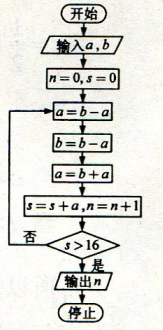 开始
输入a,b
n=0,s=0
a=b-a
b=b-a
a=b+a
s=s+a,n=n+1
否
s>16
是
输出n
停止